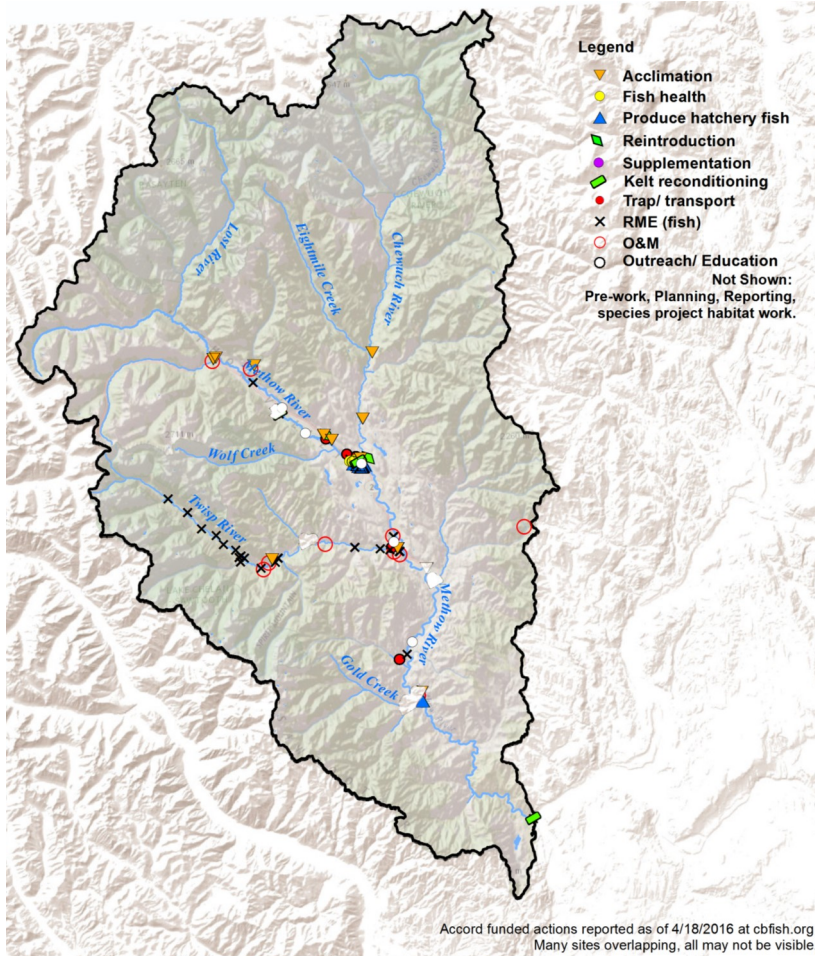 Legend
Acclimation
Fish health
Produce hatchery fish
Reintroduction
Supplementation
Kelt reconditioning
Trap/ transport
RME (fish)
O&M
Outreach/ Education
Not Shown:
Pre-work, Planning, Reporting,
species project habitat work.
Lost River
Eightmile Creek
Chewuch River
Methow River
Wolf Creek
Twisp River
Methow River
Gold Creek
Accord funded actions reported as of 4/18/2016 at cbfish.org
Many sites overlapping, all may not be visible